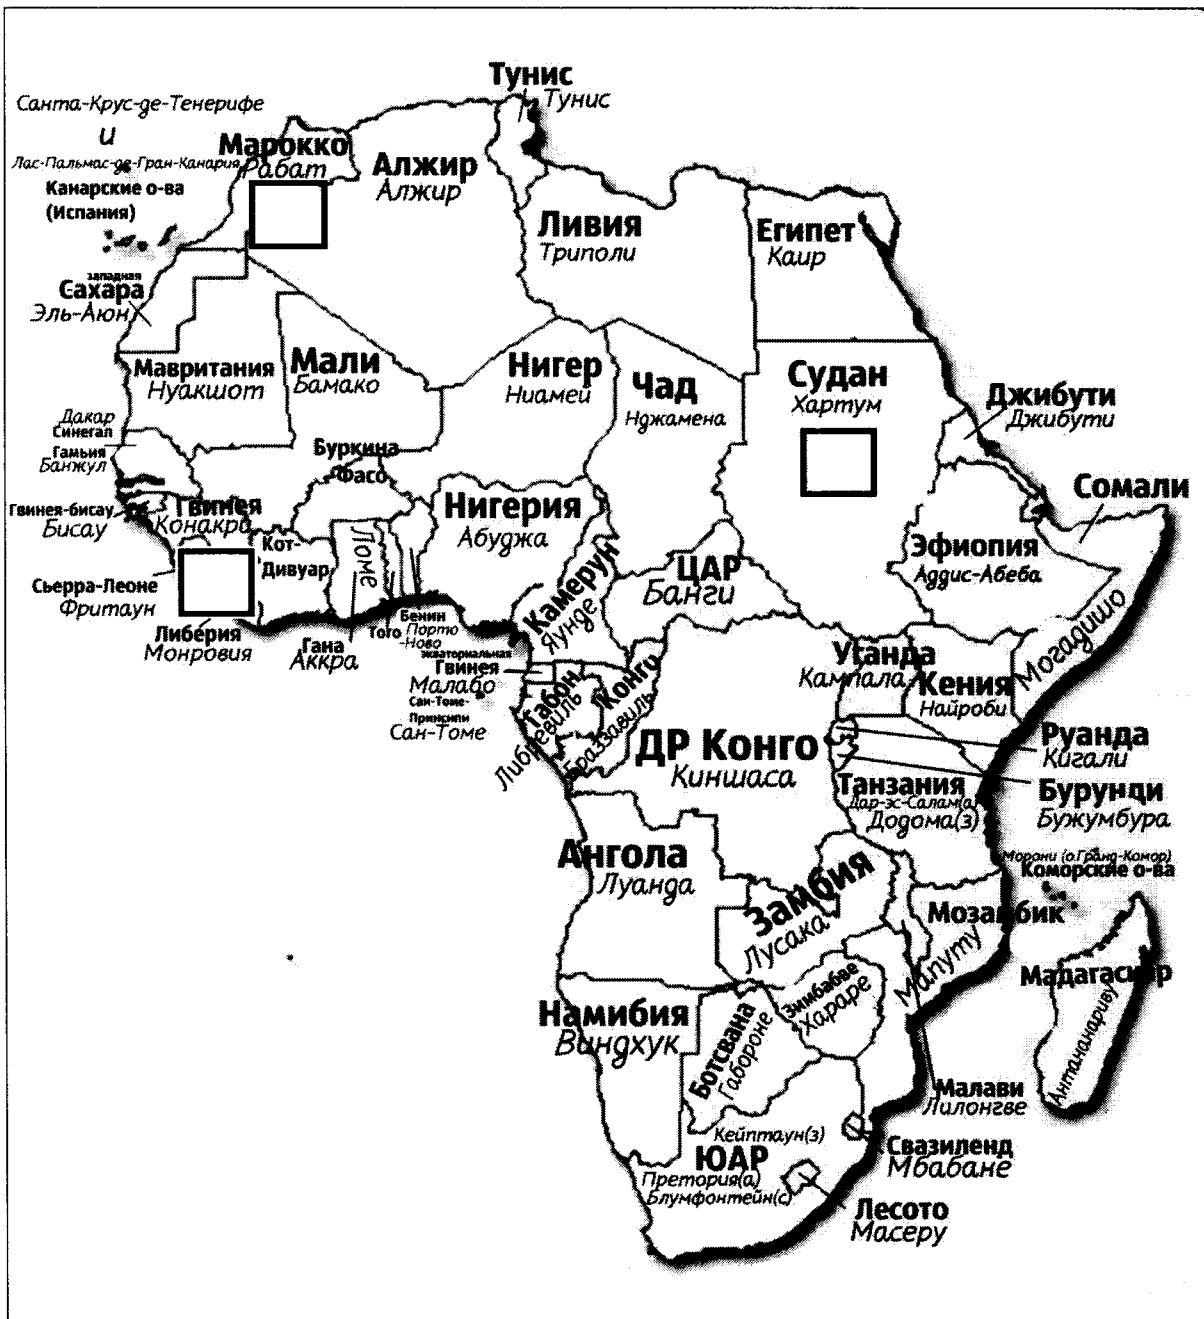 Тунис
Тунис
Санта-Крус-де-Тенерифе
и
Лас-Пальмас-де-Гран-Канария
Канарские о-ва
(Испания)
Марокко
Рабат
Алжир
Алжир
Ливия
Триполи
Египет
Каир
западная
Сахара
Эль-Аюн
Мавритания
Нуакшот
Мали
Бамако
Нигер
Ниамей
Чад
Нджамена
Судан
Хартум
Джибути
Джибути
Дакар
Синегал
Гамьия
Банжул
Буркина
Фасо
Гвинея-бисау
Бисау
Гвинея
Конакри
Нигерия
Абуджа
Сомали
Могадишо
Эфиопия
Аддис-Абеба
Кот-
Дивуар
Ломе
Сьерра-Леоне
Фритаун
Либерия
Монровия
Гана
Аккра
Того
Бенин
Порто
-Ново
Камерун
Яунде
ЦАР
Банги
экваториальная
Гвинея
Малабо
Сан-Томе-
Принсипи
Сан-Томе
Габон
Либревиль
Конго
Браззавиль
Уганда
Кампала
Кения
Найроби
ДР Конго
Киншаса
Руанда
Кигали
Бурунди
Бужумбура
Танзания
Дар-эс-Салам(а)
Додома(з)
Ангола
Луанда
Замбия
Лусака
Морони (о.Гранд-Комор)
Коморские о-ва
Мозамбик
Мапуту
Мадагаскар
Антананариву
Намибия
Виндхук
Ботсвана
Габороне
Зимбабве
Хараре
Малави
Лилонгве
Кейптаун(з)
ЮАР
Претория(а)
Блумфонтейн(с)
Свазиленд
Мбабане
Лесото
Масеру